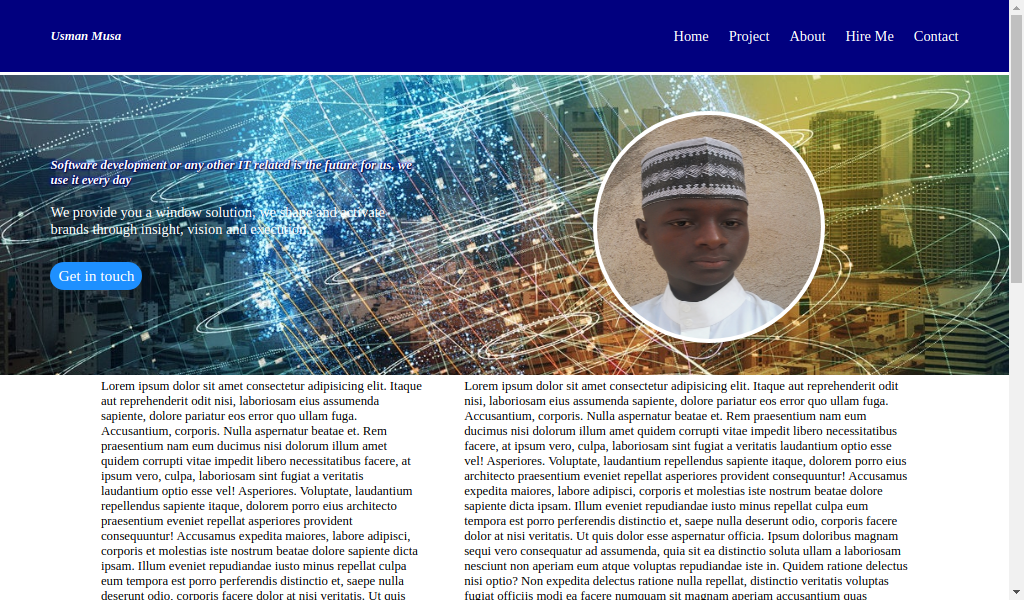 Usman Musa
Home Project About Hire Me Contact
Software development or any other IT related is the future for us, we
use it every day
We provide you a window solution, we shape and activate
brands through insight, vision and execution.
Get in touch
Lorem ipsum dolor sit amet consectetur adipisicing elit. Itaque
aut reprehenderit odit nisi, laboriosam eius assumenda
sapiente, dolore pariatur eos error quo ullam fuga.
Accusantium, corporis. Nulla aspernatur beatae et. Rem
praesentium nam eum ducimus nisi dolorum illum amet
quidem corrupti vitae impedit libero necessitatibus facere, at
ipsum vero, culpa, laboriosam sint fugiat a veritatis
laudantium optio esse vel! Asperiores. Voluptate, laudantium
repellendus sapiente itaque, dolorem porro eius architecto
praesentium eveniet repellat asperiores provident
consequuntur! Accusamus expedita maiores, labore adipisci,
corporis et molestias iste nostrum beatae dolore sapiente dicta
ipsam. Illum eveniet repudiandae iusto minus repellat culpa
eum tempora est porro perferendis distinctio et, saepe nulla
deserunt odio, corporis facere dolor at nisi veritatis. Ut quis
Lorem ipsum dolor sit amet consectetur adipisicing elit. Itaque aut reprehenderit odit
nisi, laboriosam eius assumenda sapiente, dolore pariatur eos error quo ullam fuga.
Accusantium, corporis. Nulla aspernatur beatae et. Rem praesentium nam eum
ducimus nisi dolorum illum amet quidem corrupti vitae impedit libero necessitatibus
facere, at ipsum vero, culpa, laboriosam sint fugiat a veritatis laudantium optio esse
vel! Asperiores. Voluptate, laudantium repellendus sapiente itaque, dolorem porro eius
architecto praesentium eveniet repellat asperiores provident consequuntur! Accusamus
expedita maiores, labore adipisci, corporis et molestias iste nostrum beatae dolore
sapiente dicta ipsam. Illum eveniet repudiandae iusto minus repellat culpa eum
tempora est porro perferendis distinctio et, saepe nulla deserunt odio, corporis facere
dolor at nisi veritatis. Ut quis dolor esse aspernatur officia. Ipsum doloribus magnam
sequi vero consequatur ad assumenda, quia sit ea distinctio soluta ullam a laboriosam
nesciunt non aperiam eum atque voluptas repudiandae iste in. Quidem ratione delectus
nisi optio? Non expedita delectus ratione nulla repellat, distinctio veritatis voluptas
fugiat officiis modi ea facere numquam sit magnam aperiam accusantium quas